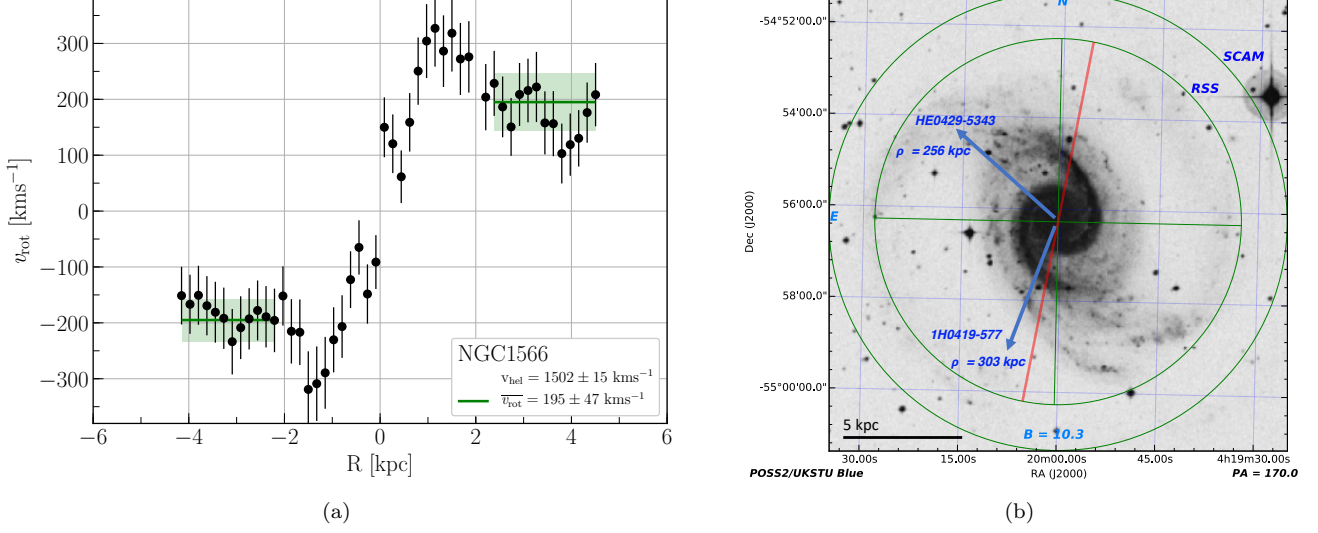 300
200
100
0
−100
−200
−300
v_rot [kms⁻¹]
NGC1566
v_hel = 1502 ± 15 kms⁻¹
v̅_rot = 195 ± 47 kms⁻¹
−6 −4 −2 0 2 4 6
R [kpc]
(a)
N
-54°52'00.0"
SCAM
RSS
54'00.0"
HE0429-5343
ρ = 256 kpc
56'00.0"
E
Dec (J2000)
58'00.0"
1H0419-577
ρ = 303 kpc
-55°00'00.0"
5 kpc
B = 10.3
30.00s 15.00s 20m00.00s 45.00s 4h19m30.00s
POSS2/UKSTU Blue RA (J2000) PA = 170.0
(b)